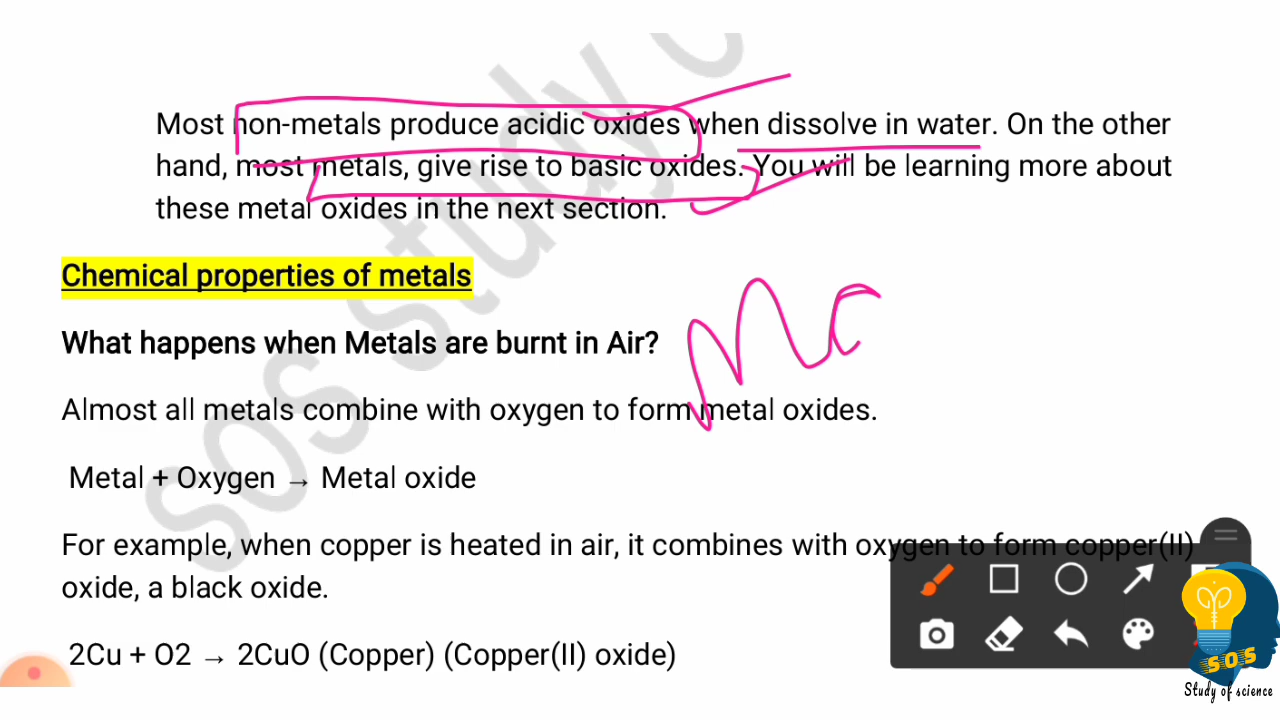 Most non-metals produce acidic oxides when dissolve in water. On the other
hand, most metals, give rise to basic oxides. You will be learning more about
these metal oxides in the next section.
Chemical properties of metals
What happens when Metals are burnt in Air?
Almost all metals combine with oxygen to form metal oxides.
Metal + Oxygen → Metal oxide
For example, when copper is heated in air, it combines with oxygen to form copper(II)
oxide, a black oxide.
2Cu + O2 → 2CuO (Copper) (Copper(II) oxide)
SOS
Study of science
sos study